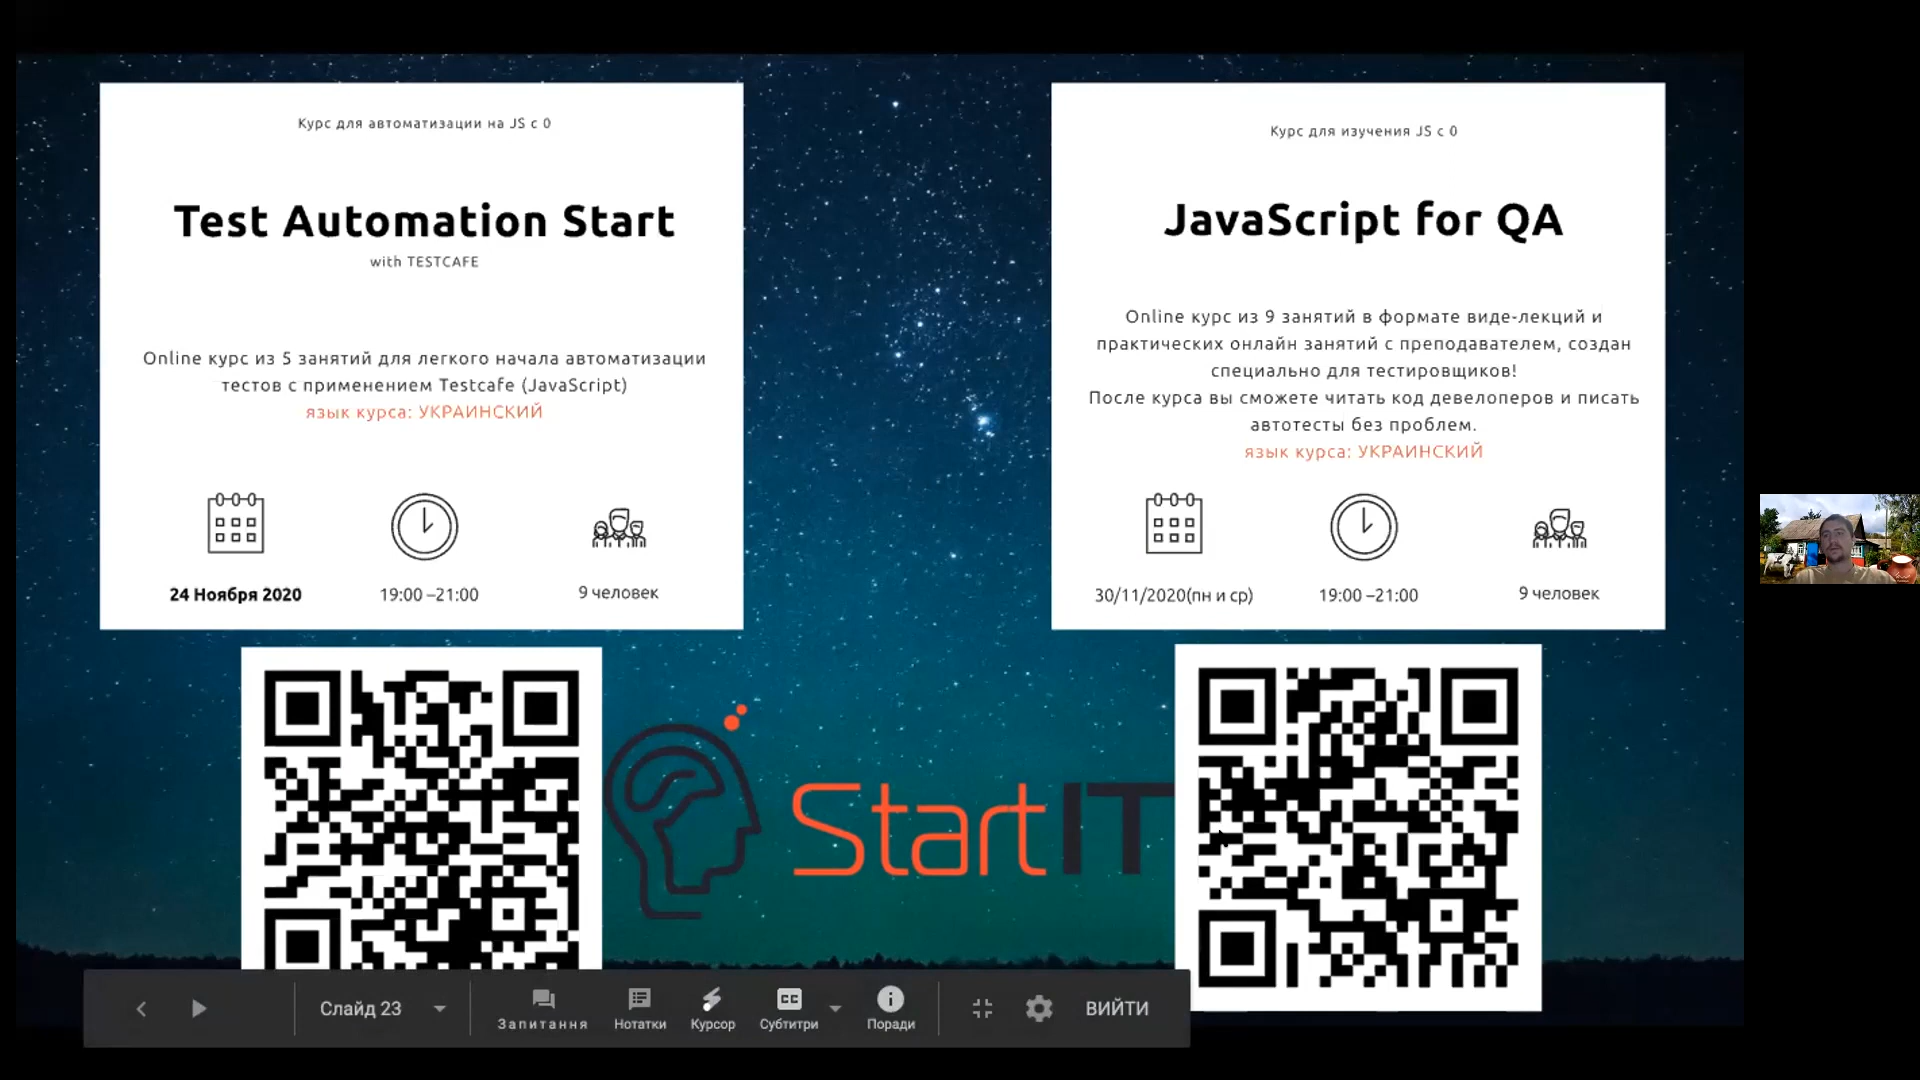 Курс для автоматизации на JS с 0
Test Automation Start
with TESTCAFE
Online курс из 5 занятий для легкого начала автоматизации
тестов с применением Testcafe (JavaScript)
язык курса: УКРАИНСКИЙ
24 Ноября 2020
19:00 –21:00
9 человек
Курс для изучения JS с 0
JavaScript for QA
Online курс из 9 занятий в формате виде-лекций и
практических онлайн занятий с преподавателем, создан
специально для тестировщиков!
После курса вы сможете читать код девелоперов и писать
автотесты без проблем.
язык курса: УКРАИНСКИЙ
30/11/2020(пн и ср)
19:00 –21:00
9 человек
StartIT
Слайд 23
Запитання
Нотатки
Курсор
CC
Субтитри
Поради
ВИЙТИ